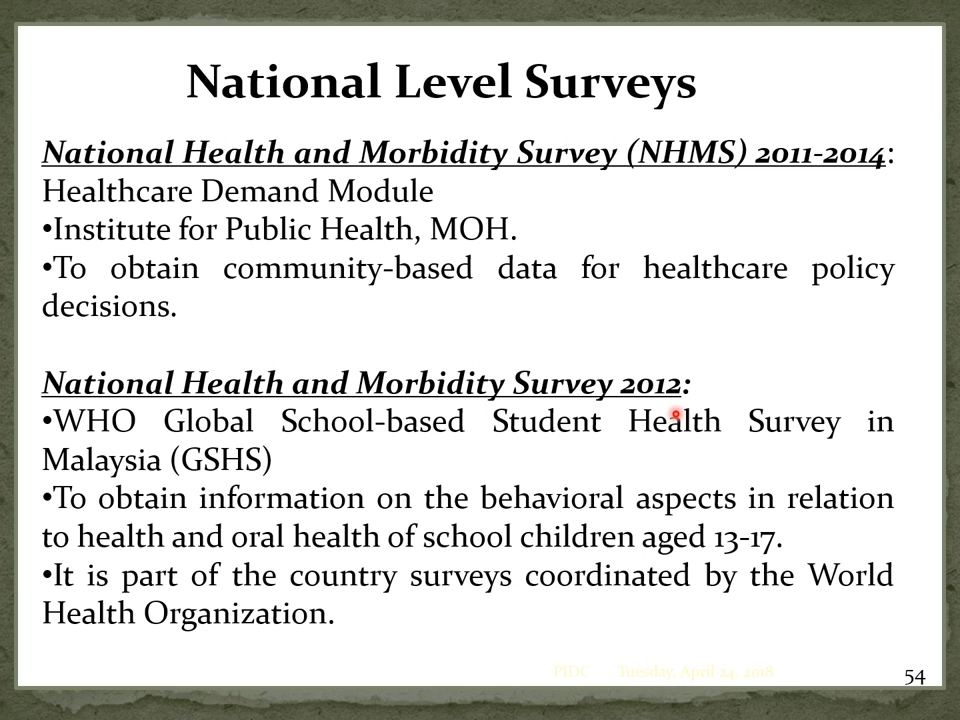 National Level Surveys
National Health and Morbidity Survey (NHMS) 2011-2014:
Healthcare Demand Module
•Institute for Public Health, MOH.
•To obtain community-based data for healthcare policy
decisions.
National Health and Morbidity Survey 2012:
•WHO Global School-based Student Health Survey in
Malaysia (GSHS)
•To obtain information on the behavioral aspects in relation
to health and oral health of school children aged 13-17.
•It is part of the country surveys coordinated by the World
Health Organization.
PIDC Tuesday, April 24, 2018
54